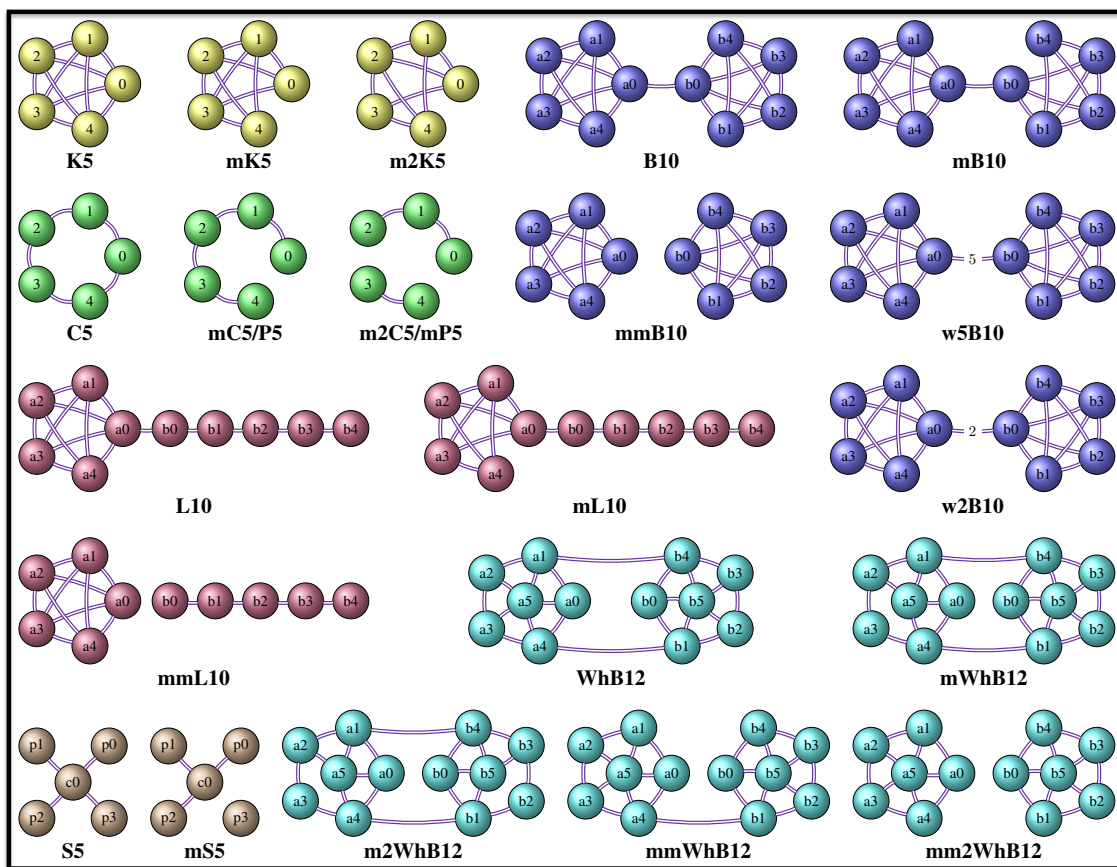 1 1 1 a1 b4 a1 b4
2 2 2 a2 b3 a2 b3
0 0 0 a0 b0 a0 b0
3 3 3 a3 b2 a3 b2
4 4 4 a4 b1 a4 b1
K5 mK5 m2K5 B10 mB10
1 1 1 a1 b4 a1 b4
2 2 2 a2 b3 a2 b3
0 0 0 a0 b0 a0 5 b0
3 3 3 a3 b2 a3 b2
4 4 4 a4 b1 a4 b1
C5 mC5/P5 m2C5/mP5 mmB10 w5B10
a1 a1 a1 b4
a2 a2 a2 b3
a0 b0 b1 b2 b3 b4 a0 b0 b1 b2 b3 b4 a0 2 b0
a3 a3 a3 b2
a4 a4 a4 b1
L10 mL10 w2B10
a1 a1 b4 a1 b4
a2 a2 b3 a2 b3
a0 b0 b1 b2 b3 b4 a5 a0 b0 b5 a5 a0 b0 b5
a3 a3 b2 a3 b2
a4 a4 b1 a4 b1
mmL10 WhB12 mWhB12
a1 b4 a1 b4 a1 b4
p1 p0 p1 p0 a2 b3 a2 b3 a2 b3
c0 c0 a5 a0 b0 b5 a5 a0 b0 b5 a5 a0 b0 b5
a3 b2 a3 b2 a3 b2
p2 p3 p2 p3 a4 b1 a4 b1 a4 b1
S5 mS5 m2WhB12 mmWhB12 mm2WhB12